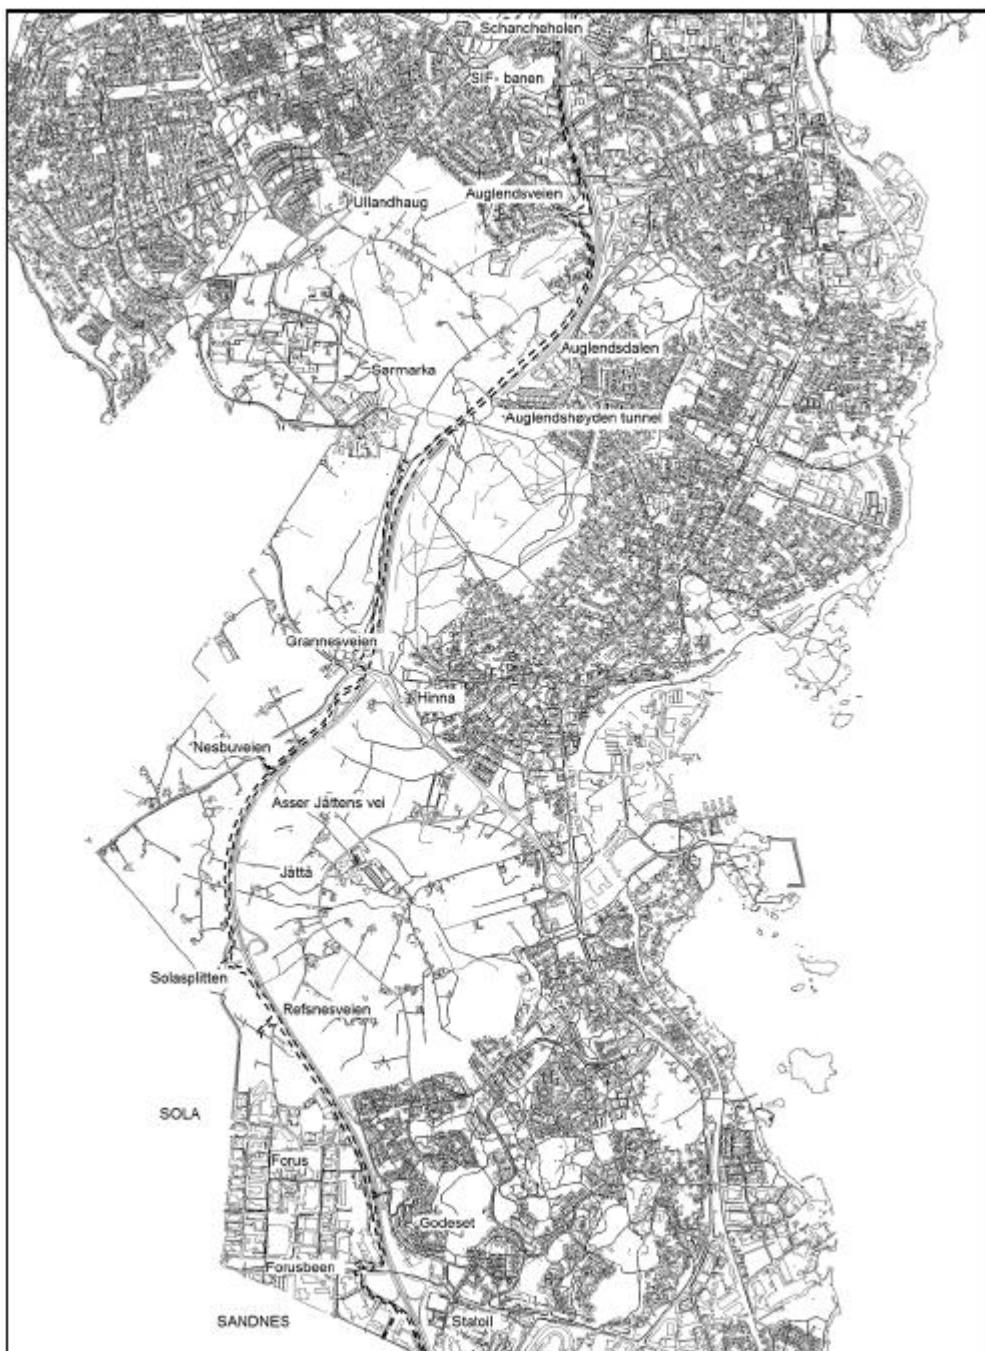 Schancheholen
SIF- banen
Auglendsveien
Ullandhaug
Auglendsdalen
Sørmarka
Auglendshøyden tunnel
Grannesveien
Hinna
Nesbuveien
Asser Jåttens vei
Jåttå
Solasplitten
Refsnesveien
SOLA
Forus
Godeset
Forusbeen
SANDNES
Statoil